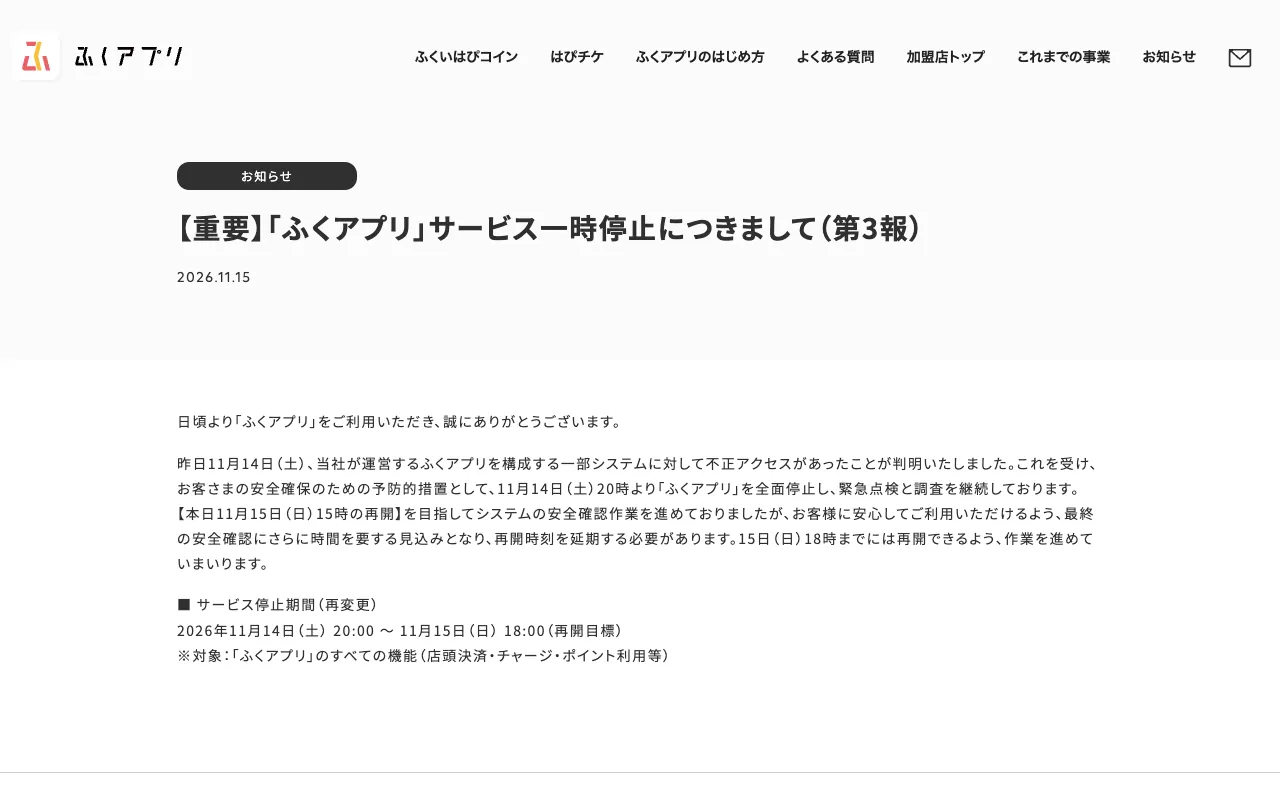 ふくアプリ
ふくいはぴコイン はぴチケ ふくアプリのはじめ方 よくある質問 加盟店トップ これまでの事業 お知らせ
お知らせ
【重要】「ふくアプリ」サービス一時停止につきまして（第3報）
2026.11.15
日頃より「ふくアプリ」をご利用いただき、誠にありがとうございます。
昨日11月14日（土）、当社が運営するふくアプリを構成する一部システムに対して不正アクセスがあったことが判明いたしました。これを受け、
お客さまの安全確保のための予防的措置として、11月14日（土）20時より「ふくアプリ」を全面停止し、緊急点検と調査を継続しております。
【本日11月15日（日）15時の再開】を目指してシステムの安全確認作業を進めておりましたが、お客様に安心してご利用いただけるよう、最終
の安全確認にさらに時間を要する見込みとなり、再開時刻を延期する必要があります。15日（日）18時までには再開できるよう、作業を進めて
いまいります。
■ サービス停止期間（再変更）
2026年11月14日（土） 20:00 〜 11月15日（日） 18:00（再開目標）
※対象：「ふくアプリ」のすべての機能（店頭決済・チャージ・ポイント利用等）